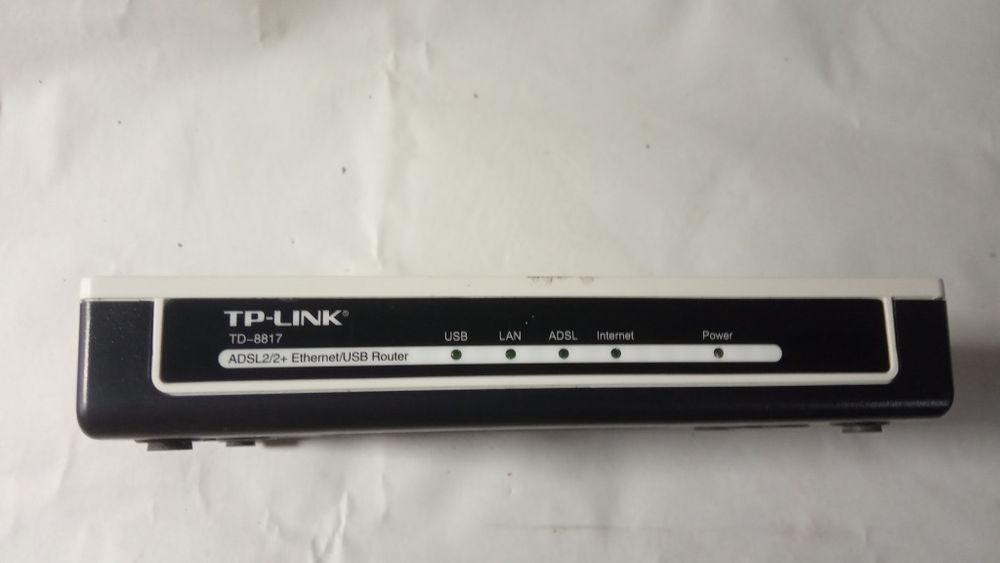 TP-LINK®
TD-8817
USB LAN ADSL Internet Power
ADSL2/2+ Ethernet/USB Router